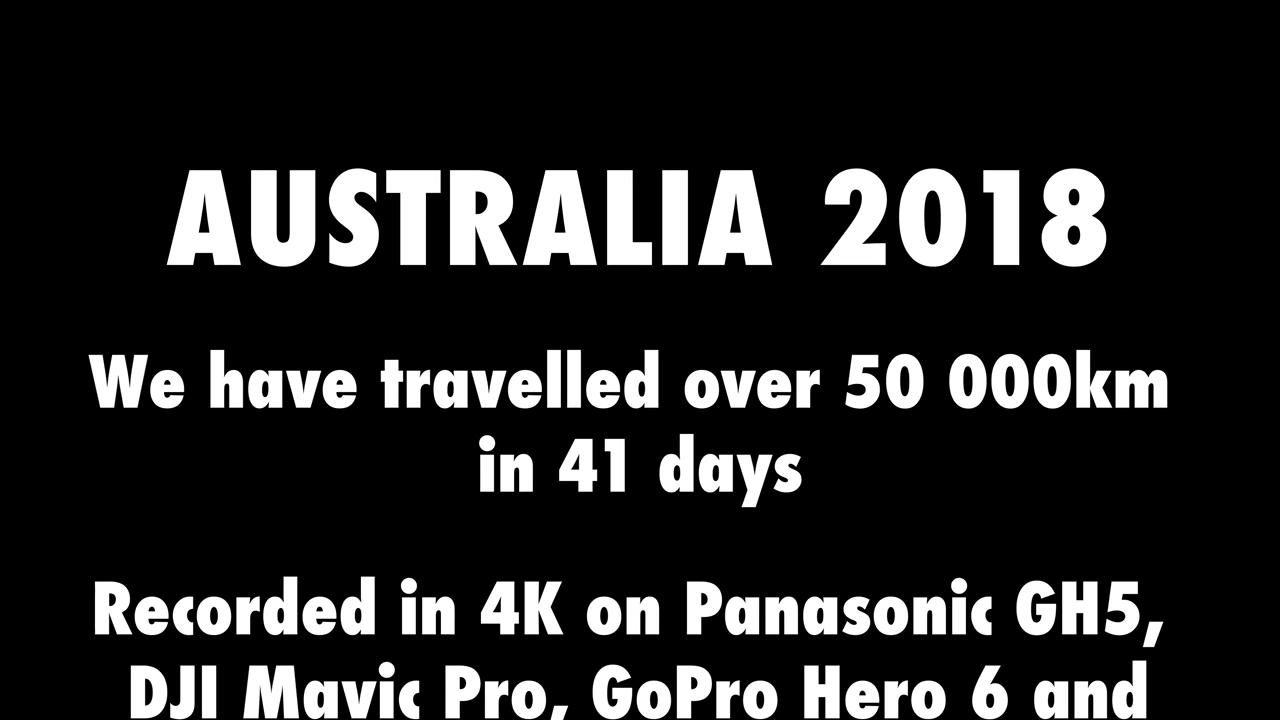 AUSTRALIA 2018
We have travelled over 50 000km
in 41 days
Recorded in 4K on Panasonic GH5,
DJI Mavic Pro, GoPro Hero 6 and